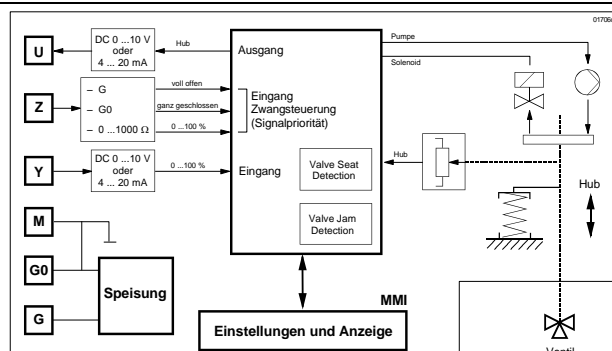 01706
Pumpe
Solenoid
U
DC 0 ...10 V
oder
4 ... 20 mA
Hub
Ausgang
Z
– G
– G0
– 0 ...1000 Ω
voll offen
ganz geschlossen
0 ...100 %
Eingang
Zwangsteuerung
(Signalpriorität)
Y
DC 0 ...10 V
oder
4 ... 20 mA
0 ...100 %
Eingang
Valve Seat
Detection
Valve Jam
Detection
Hub
Hub
M
G0
G
Speisung
MMI
Einstellungen und Anzeige
Ventil